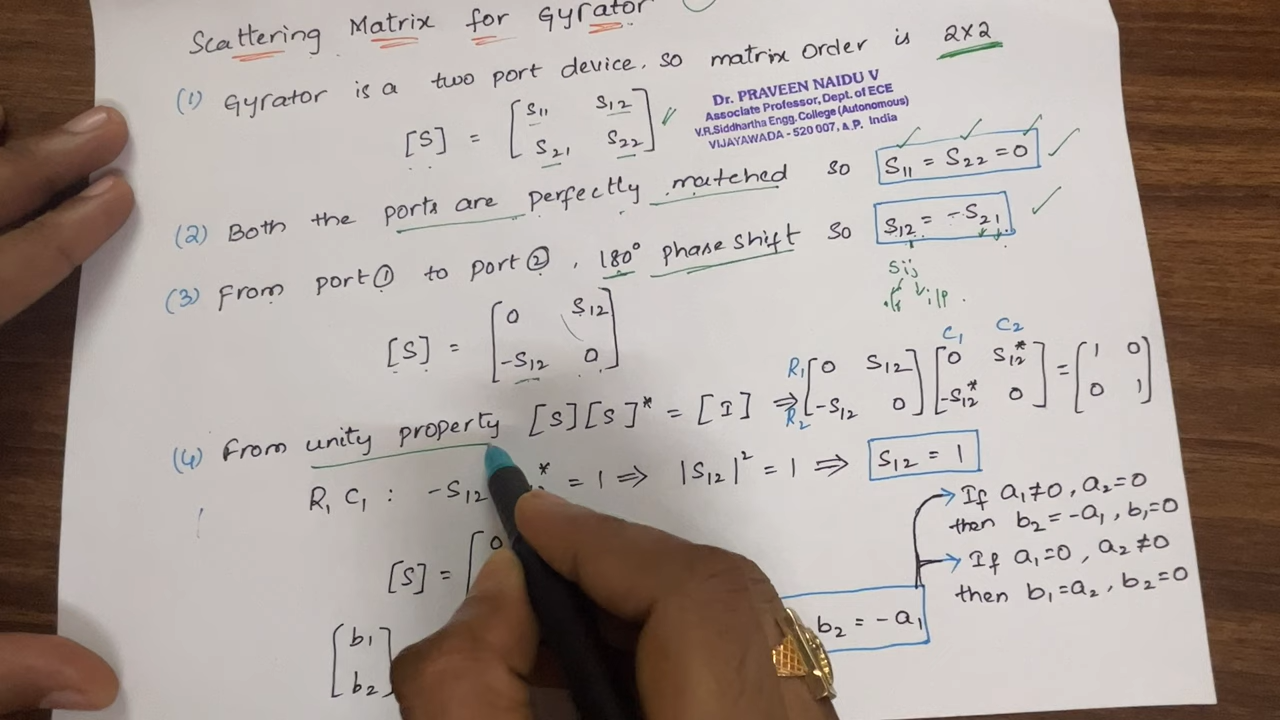 Scattering Matrix for Gyrator
(1) Gyrator is a two port device, so matrix order is 2x2
[S] = [S11 S12
S21 S22] ✓
Dr. PRAVEEN NAIDU V
Associate Professor, Dept. of ECE
V.R.Siddhartha Engg. College (Autonomous)
VIJAYAWADA - 520 007, A.P. India
(2) Both the ports are perfectly matched so S11 = S22 = 0 ✓
(3) From port ① to port ②, 180° phase shift so S12 = -S21 ✓
Sij
i/p
[S] = [0 S12
-S12 0]
C1 C2
(4) From unity property [S][S]* = [I] ⇒ R1 [0 S12] [0 S12*] = [1 0]
R2 [-S12 0] [-S12* 0] [0 1]
R1 C1 : -S12 * = 1 ⇒ |S12|² = 1 ⇒ S12 = 1
[S] = [0
[b1
b2]
b2 = -a1
→ If a1≠0, a2=0
then b2 = -a1, b1=0
→ If a1=0, a2≠0
then b1=a2, b2=0